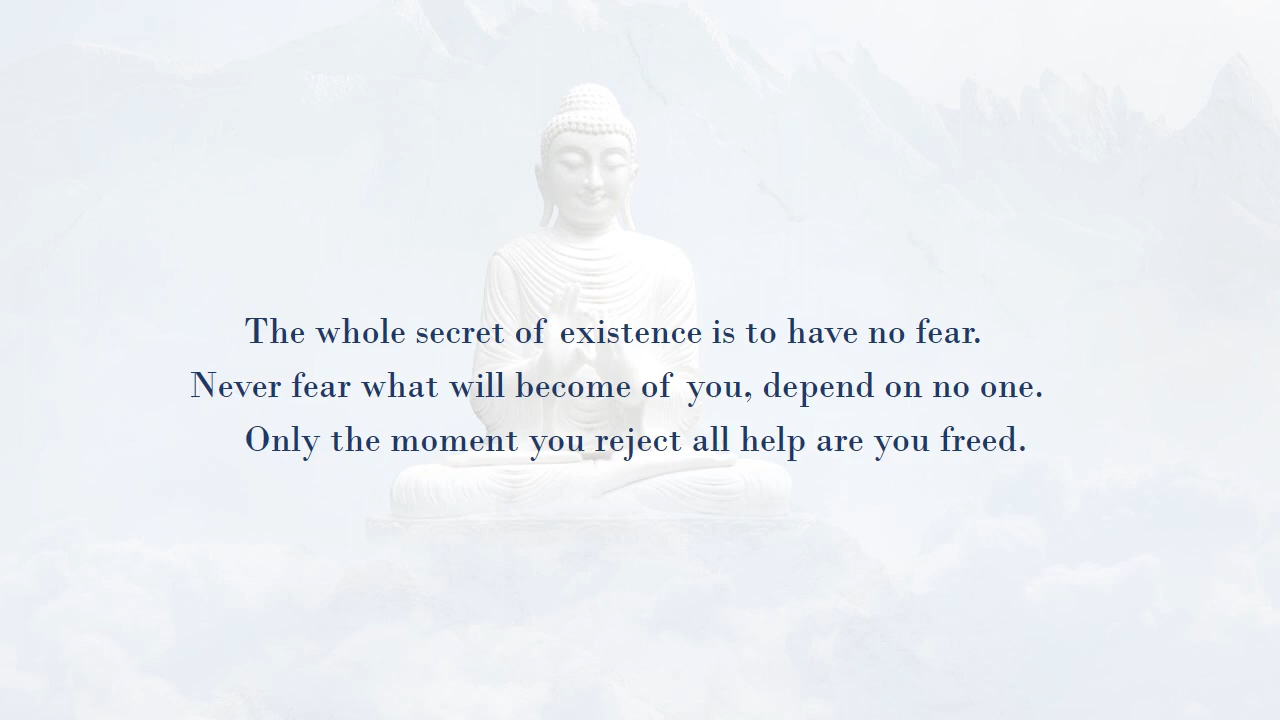 The whole secret of existence is to have no fear.
Never fear what will become of you, depend on no one.
Only the moment you reject all help are you freed.